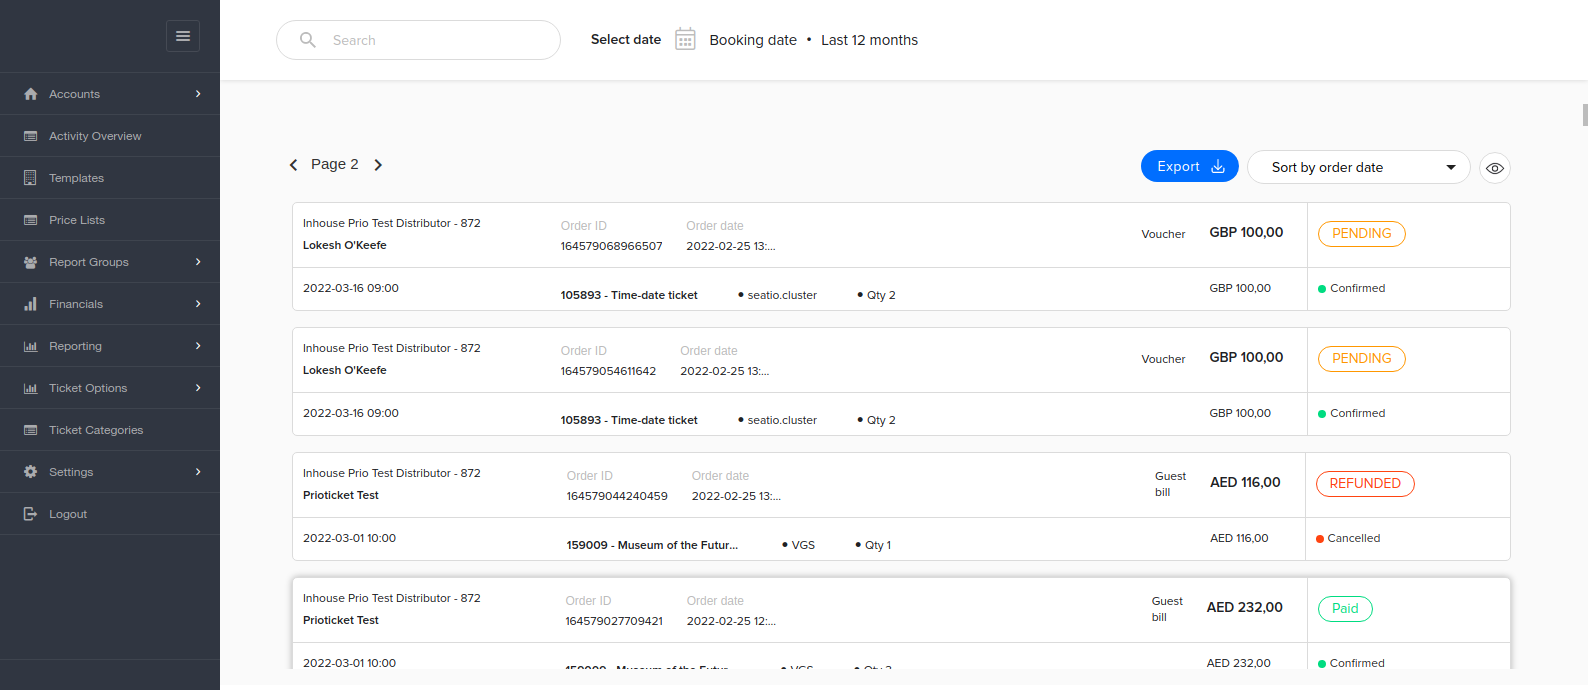 Search
Select date
Booking date • Last 12 months
Accounts
Activity Overview
Templates
Price Lists
Report Groups
Financials
Reporting
Ticket Options
Ticket Categories
Settings
Logout
Page 2
Export
Sort by order date
Inhouse Prio Test Distributor - 872
Lokesh O'Keefe
Order ID
164579068966507
Order date
2022-02-25 13:...
Voucher
GBP 100,00
PENDING
2022-03-16 09:00
105893 - Time-date ticket
• seatio.cluster
• Qty 2
GBP 100,00
Confirmed
Inhouse Prio Test Distributor - 872
Lokesh O'Keefe
Order ID
164579054611642
Order date
2022-02-25 13:...
Voucher
GBP 100,00
PENDING
2022-03-16 09:00
105893 - Time-date ticket
• seatio.cluster
• Qty 2
GBP 100,00
Confirmed
Inhouse Prio Test Distributor - 872
Prioticket Test
Order ID
164579044240459
Order date
2022-02-25 13:...
Guest
bill
AED 116,00
REFUNDED
2022-03-01 10:00
159009 - Museum of the Futur...
• VGS
• Qty 1
AED 116,00
Cancelled
Inhouse Prio Test Distributor - 872
Prioticket Test
Order ID
164579027709421
Order date
2022-02-25 12:...
Guest
bill
AED 232,00
Paid
2022-03-01 10:00
159009 - Museum of the Futur...
• VGS
• Qty 2
AED 232,00
Confirmed